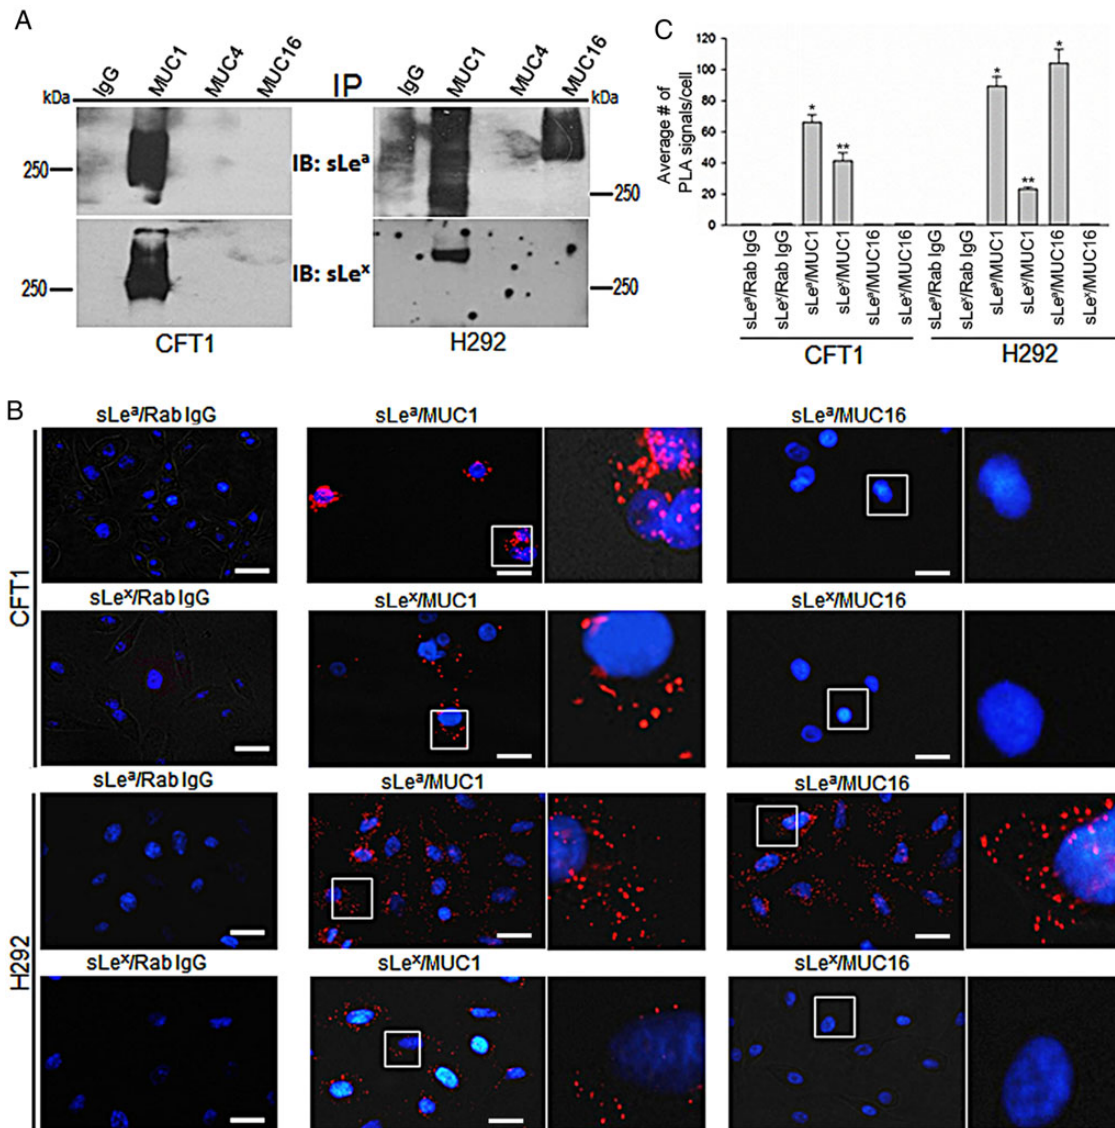 A
IgG MUC1 MUC4 MUC16 IP IgG MUC1 MUC4 MUC16
kDa kDa
250 IB: sLeᵃ 250
250 IB: sLeˣ 250
CFT1 H292
C
Average # of
PLA signals/cell
120
100
80
60
40
20
0
* ** * ** *
sLeᵃ/Rab IgG sLeˣ/Rab IgG sLeᵃ/MUC1 sLeˣ/MUC1 sLeᵃ/MUC16 sLeˣ/MUC16 sLeᵃ/Rab IgG sLeˣ/Rab IgG sLeᵃ/MUC1 sLeˣ/MUC1 sLeᵃ/MUC16 sLeˣ/MUC16
CFT1 H292
B
CFT1
sLeᵃ/Rab IgG sLeᵃ/MUC1 sLeᵃ/MUC16
sLeˣ/Rab IgG sLeˣ/MUC1 sLeˣ/MUC16
H292
sLeᵃ/Rab IgG sLeᵃ/MUC1 sLeᵃ/MUC16
sLeˣ/Rab IgG sLeˣ/MUC1 sLeˣ/MUC16